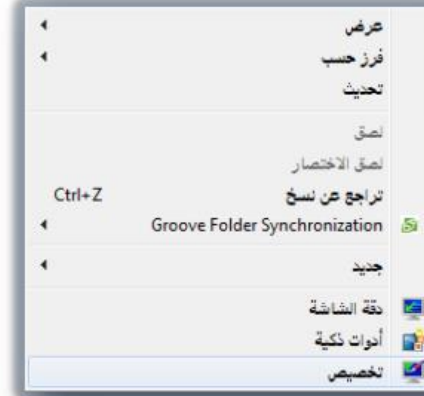 عرض
فرز حسب
تحديث
لصق
لصق الاختصار
تراجع عن نسخ Ctrl+Z
Groove Folder Synchronization
جديد
دقة الشاشة
أدوات ذكية
تخصيص